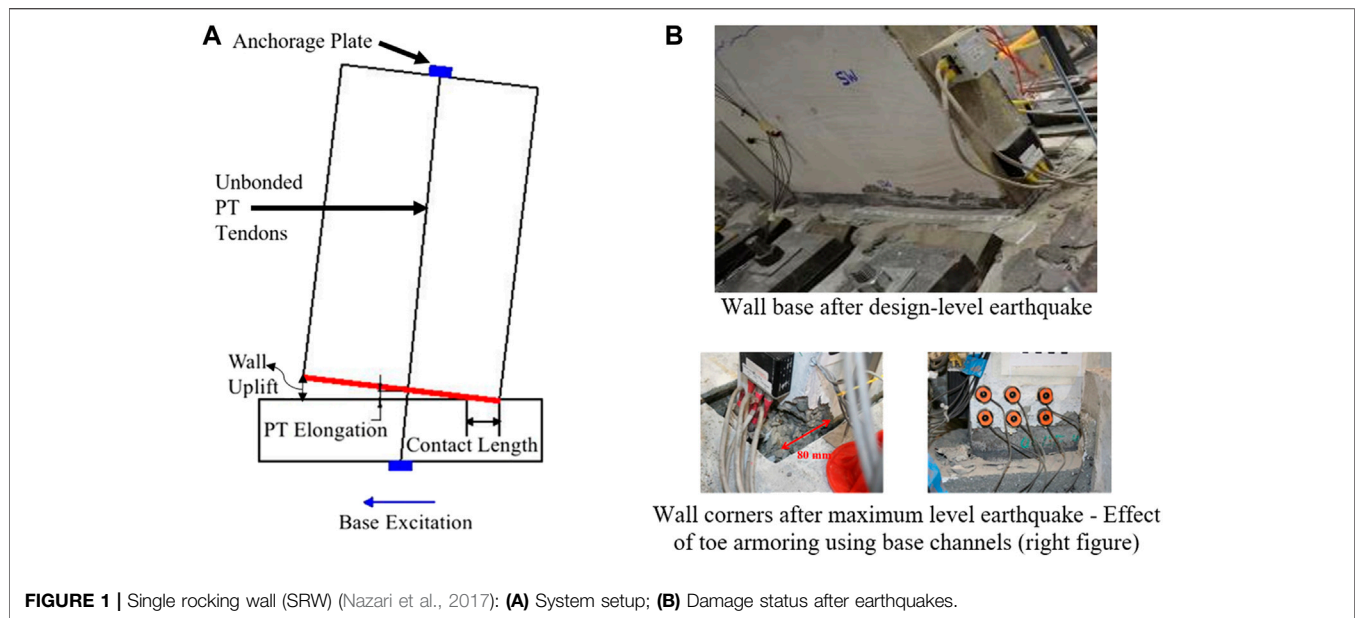 A
Anchorage Plate
Unbonded
PT
Tendons
Wall
Uplift
PT Elongation
Contact Length
Base Excitation
B
SW
Wall base after design-level earthquake
80 mm
Wall corners after maximum level earthquake - Effect
of toe armoring using base channels (right figure)
FIGURE 1 | Single rocking wall (SRW) (Nazari et al., 2017): (A) System setup; (B) Damage status after earthquakes.